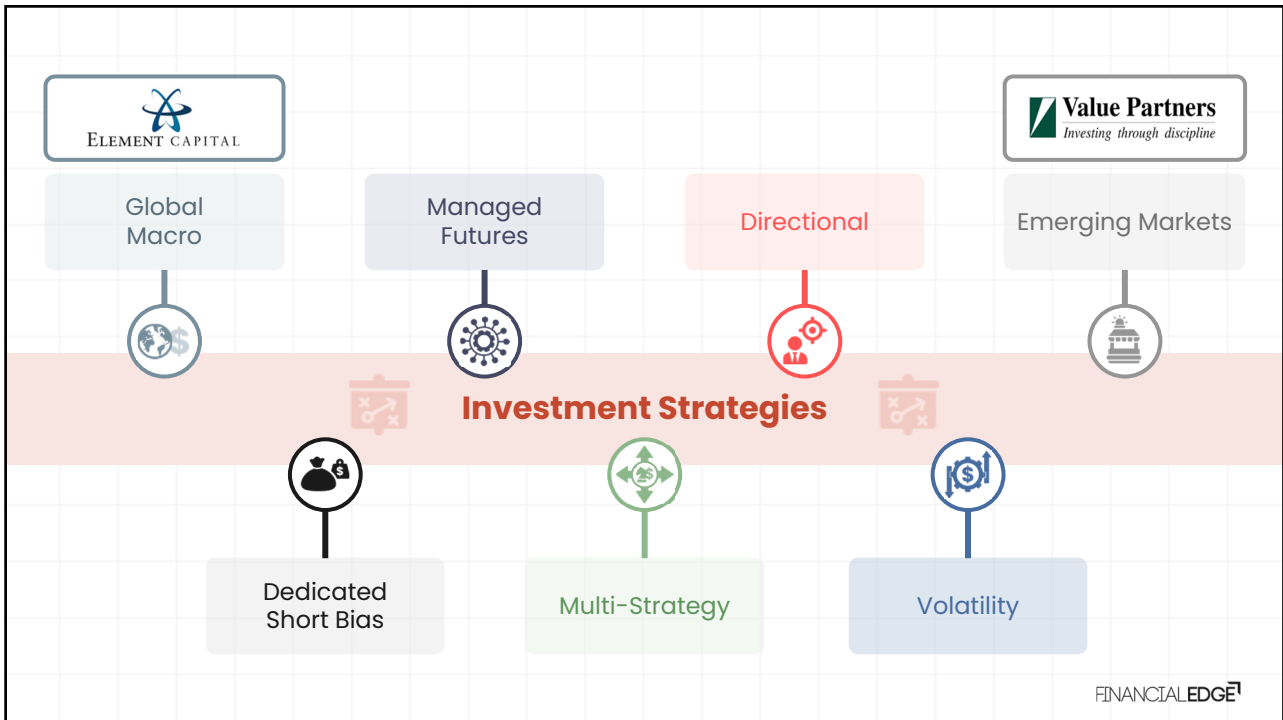 ELEMENT CAPITAL
Value Partners
Investing through discipline
Global
Macro
Managed
Futures
Directional
Emerging Markets
Investment Strategies
Dedicated
Short Bias
Multi-Strategy
Volatility
FINANCIALEDGE